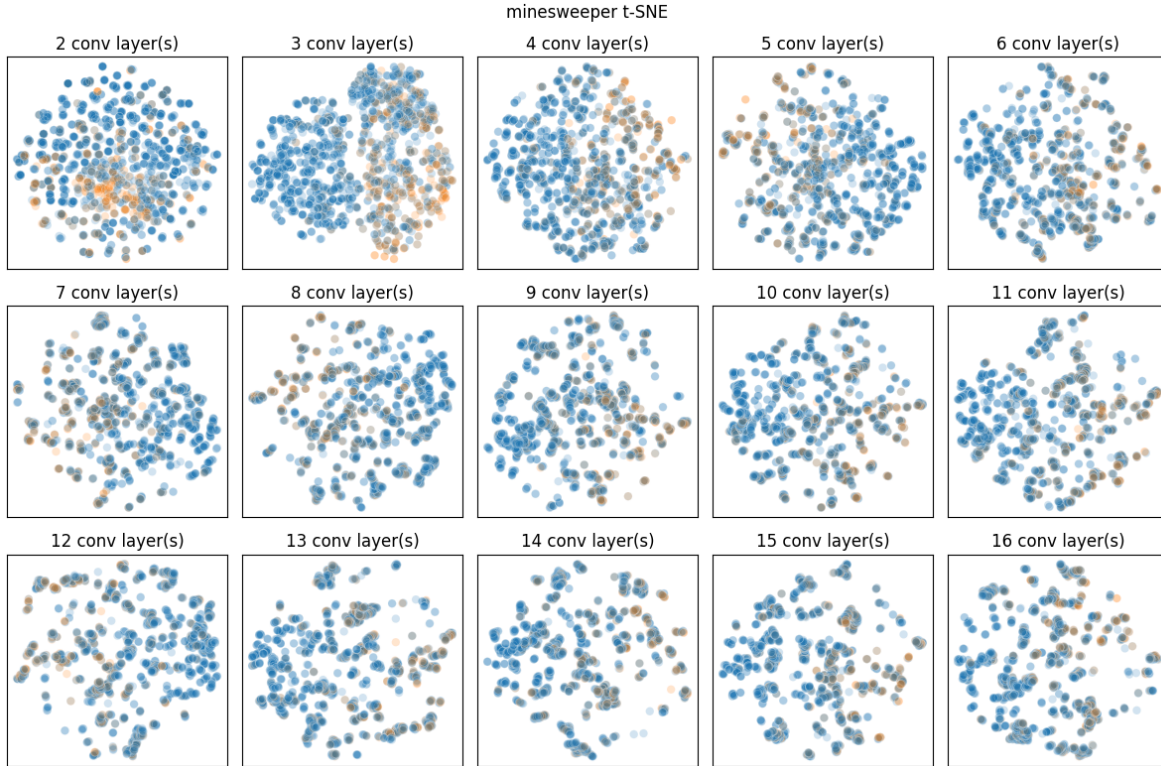 minesweeper t-SNE
2 conv layer(s)
3 conv layer(s)
4 conv layer(s)
5 conv layer(s)
6 conv layer(s)
7 conv layer(s)
8 conv layer(s)
9 conv layer(s)
10 conv layer(s)
11 conv layer(s)
12 conv layer(s)
13 conv layer(s)
14 conv layer(s)
15 conv layer(s)
16 conv layer(s)